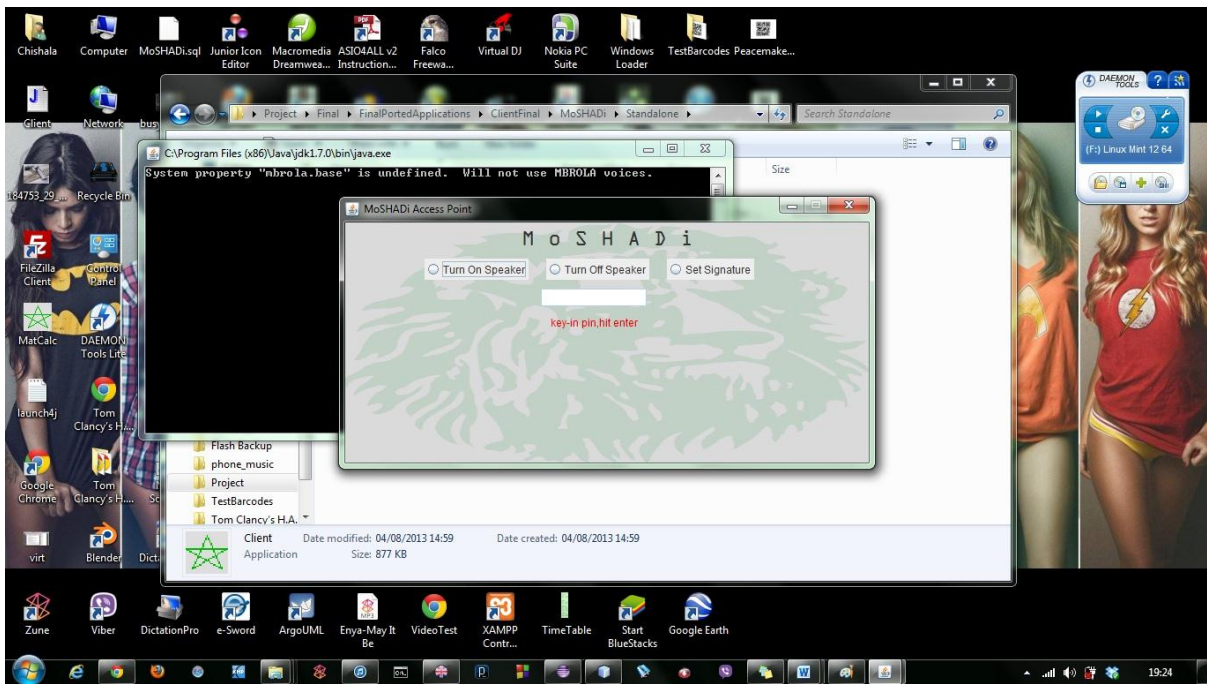 Chishala
Computer
MoSHADi.sql
Junior Icon
Editor
Macromedia
Dreamwea...
ASIO4ALL v2
Instruction...
Falco
Freewa...
Virtual DJ
Nokia PC
Suite
Windows
Loader
TestBarcodes
Peacemake...
Client
Network
Project ▸ Final ▸ FinalPortedApplications ▸ ClientFinal ▸ MoSHADi ▸ Standalone ▸
Search Standalone
DAEMON TOOLS
(F:) Linux Mint 12 64
C:\Program Files (x86)\Java\jdk1.7.0\bin\java.exe
Size
System property "mbrola.base" is undefined.  Will not use MBROLA voices.
Recycle Bin
MoSHADi Access Point
M o S H A D i
Turn On Speaker
Turn Off Speaker
Set Signature
key-in pin,hit enter
FileZilla
Client
Control
Panel
MatCalc
DAEMON
Tools Lite
launch4j
Tom
Clancy's H....
Google
Chrome
Tom
Clancy's H....
virt
Blender
Flash Backup
phone_music
Project
TestBarcodes
Tom Clancy's H.A.
Client
Date modified: 04/08/2013 14:59
Date created: 04/08/2013 14:59
Application
Size: 877 KB
Zune
Viber
DictationPro
e-Sword
ArgoUML
Enya-May It
Be
VideoTest
XAMPP
Contr...
TimeTable
Start
BlueStacks
Google Earth
19:24